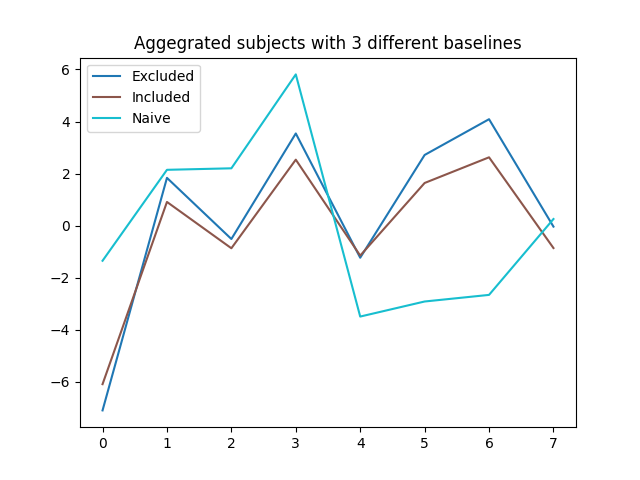 Aggegrated subjects with 3 different baselines
Excluded
Included
Naive
6
4
2
0
−2
−4
−6
0 1 2 3 4 5 6 7